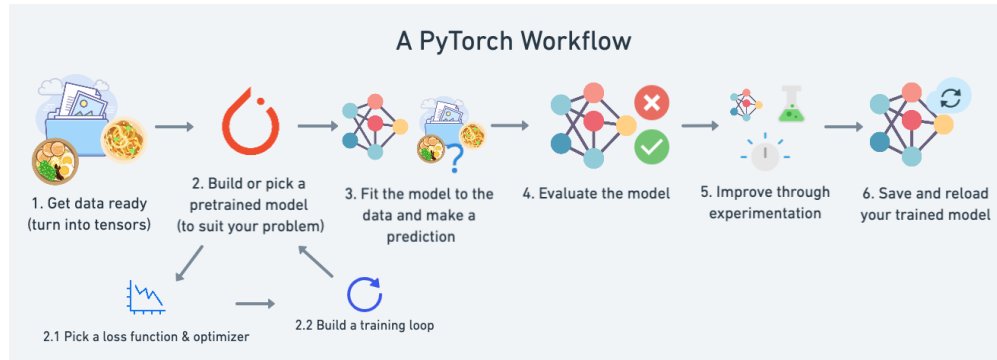 A PyTorch Workflow
1. Get data ready
(turn into tensors)
2. Build or pick a
pretrained model
(to suit your problem)
3. Fit the model to the
data and make a
prediction
4. Evaluate the model
5. Improve through
experimentation
6. Save and reload
your trained model
2.1 Pick a loss function & optimizer
2.2 Build a training loop
?